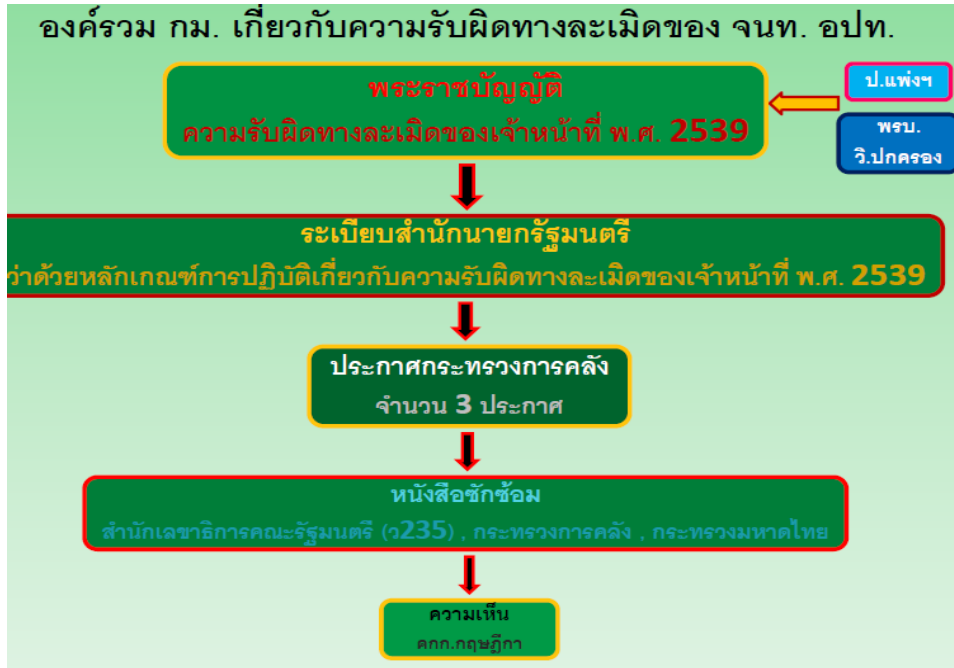 องค์รวม กม. เกี่ยวกับความรับผิดทางละเมิดของ จนท. อปท.
พระราชบัญญัติ
ความรับผิดทางละเมิดของเจ้าหน้าที่ พ.ศ. 2539
ป.แพ่งฯ
พรบ.
วิ.ปกครอง
ระเบียบสำนักนายกรัฐมนตรี
ว่าด้วยหลักเกณฑ์การปฏิบัติเกี่ยวกับความรับผิดทางละเมิดของเจ้าหน้าที่ พ.ศ. 2539
ประกาศกระทรวงการคลัง
จำนวน 3 ประกาศ
หนังสือซักซ้อม
สำนักเลขาธิการคณะรัฐมนตรี (ว235) , กระทรวงการคลัง , กระทรวงมหาดไทย
ความเห็น
คกก.กฤษฎีกา